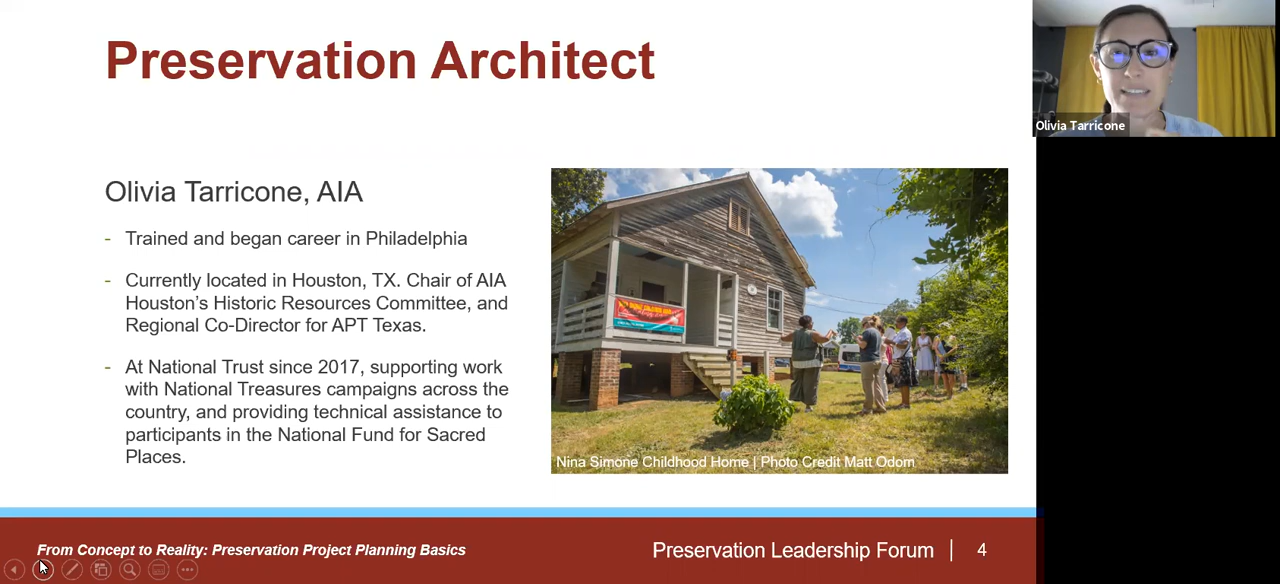 Preservation Architect
Olivia Tarricone
Olivia Tarricone, AIA
- Trained and began career in Philadelphia
- Currently located in Houston, TX. Chair of AIA
Houston's Historic Resources Committee, and
Regional Co-Director for APT Texas.
- At National Trust since 2017, supporting work
with National Treasures campaigns across the
country, and providing technical assistance to
participants in the National Fund for Sacred
Places.
Nina Simone Childhood Home | Photo Credit Matt Odom
From Concept to Reality: Preservation Project Planning Basics
Preservation Leadership Forum | 4